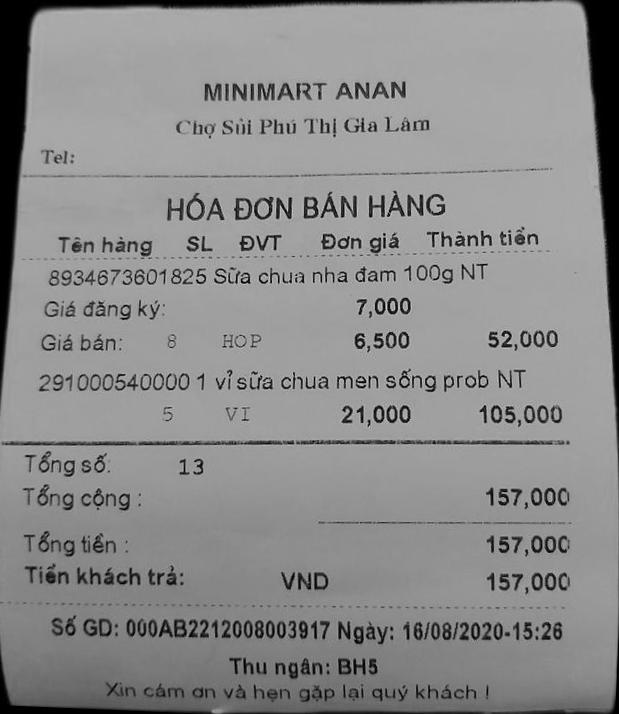 MINIMART ANAN
Chợ Sủi Phú Thị Gia Lâm
Tel:
HÓA ĐƠN BÁN HÀNG
Tên hàng SL ĐVT Đơn giá Thành tiền
8934673601825 Sữa chua nha đam 100g NT
Giá đăng ký: 7,000
Giá bán: 8 HOP 6,500 52,000
291000540000 1 vỉ sữa chua men sống prob NT
5 VI 21,000 105,000
Tổng số: 13
Tổng cộng : 157,000
Tổng tiền : 157,000
Tiền khách trả: VND 157,000
Số GD: 000AB2212008003917 Ngày: 16/08/2020-15:26
Thu ngân: BH5
Xin cám ơn và hẹn gặp lại quý khách !